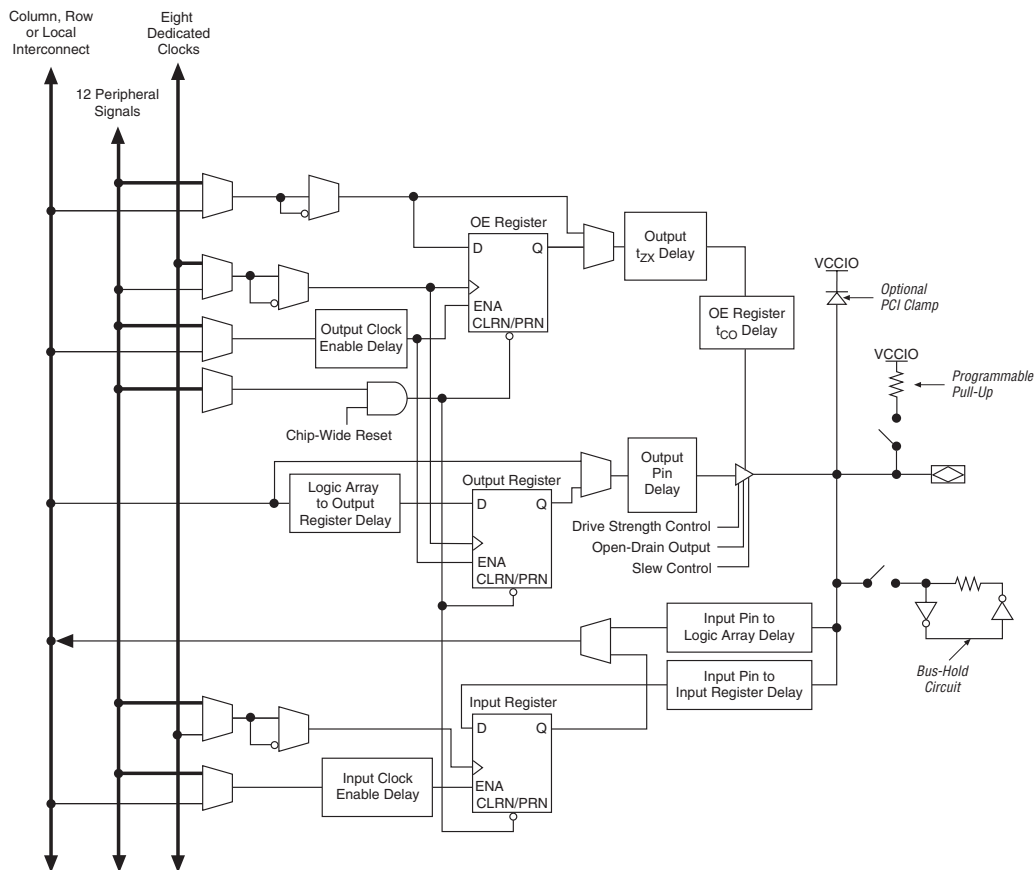 Column, Row
or Local
Interconnect
Eight
Dedicated
Clocks
12 Peripheral
Signals
OE Register
D
Q
ENA
CLRN/PRN
Output
tZX Delay
VCCIO
Optional
PCI Clamp
OE Register
tCO
Delay
Output Clock
Enable Delay
VCCIO
Programmable
Pull-Up
Chip-Wide Reset
Output
Pin
Delay
Logic Array
to Output
Register Delay
Output Register
D
Q
ENA
CLRN/PRN
Drive Strength Control
Open-Drain Output
Slew Control
Input Pin to
Logic Array Delay
Input Pin to
Input Register Delay
Bus-Hold
Circuit
Input Register
D
Q
ENA
CLRN/PRN
Input Clock
Enable Delay